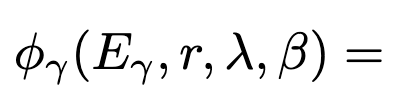 ϕ_γ(E_γ, r, λ, β) =